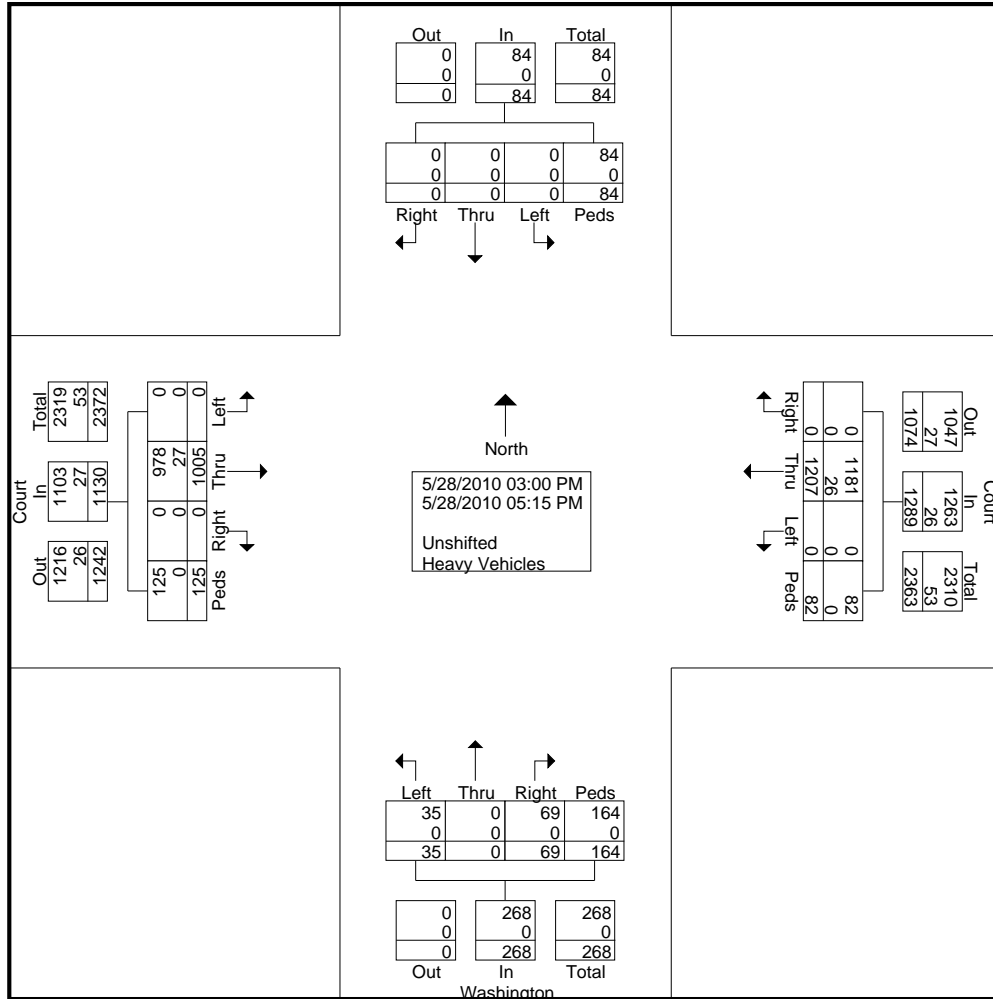 Out In Total
0 84 84
0 0 0
0 84 84
0 0 0 84
0 0 0 0
0 0 0 84
Right Thru Left Peds
Court
Total In Out
2319 1103 1216
53 27 26
2372 1130 1242
0 978 0 125
0 27 0 0
0 1005 0 125
Left Thru Right Peds
North
5/28/2010 03:00 PM
5/28/2010 05:15 PM
Unshifted
Heavy Vehicles
Right Thru Left Peds
0 1181 0 82
0 26 0 0
0 1207 0 82
Out In Total
1047 1263 2310
27 26 53
1074 1289 2363
Court
Left Thru Right Peds
35 0 69 164
0 0 0 0
35 0 69 164
0 268 268
0 0 0
0 268 268
Out In Total
Washington